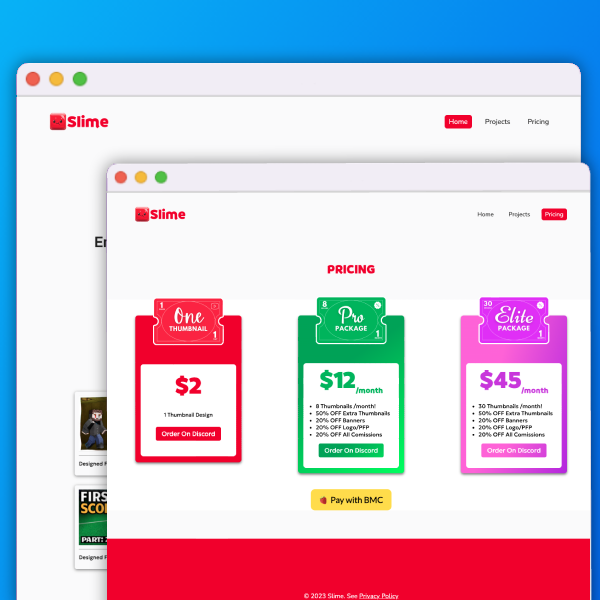 Slime
Home Projects Pricing
Slime
Home Projects Pricing
En
PRICING
1
One
THUMBNAIL
1
$2
1 Thumbnail Design
Order On Discord
8
Pro
PACKAGE
1
$12/month
8 Thumbnails /month!
50% OFF Extra Thumbnails
20% OFF Banners
20% OFF Logo/PFP
20% OFF All Comissions
Order On Discord
30
Elite
PACKAGE
1
$45/month
30 Thumbnails /month!
50% OFF Extra Thumbnails
20% OFF Banners
20% OFF Logo/PFP
20% OFF All Comissions
Order On Discord
Pay with BMC
Designed F
FIRS
SCO
PART:
Designed F
© 2023 Slime. See Privacy Policy